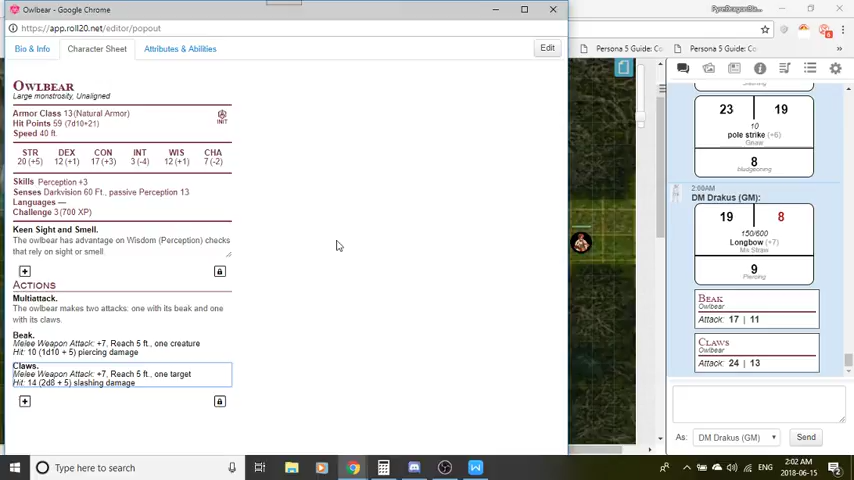 Owlbear - Google Chrome
https://app.roll20.net/editor/popout
Bio & Info
Character Sheet
Attributes & Abilities
Edit
OWLBEAR
Large monstrosity, Unaligned
Armor Class 13 (Natural Armor)
INIT
Hit Points 59 (7d10+21)
Speed 40 ft.
STR DEX CON INT WIS CHA
20 (+5) 12 (+1) 17 (+3) 3 (-4) 12 (+1) 7 (-2)
Skills Perception +3
Senses Darkvision 60 Ft., passive Perception 13
Languages —
Challenge 3 (700 XP)
Keen Sight and Smell.
The owlbear has advantage on Wisdom (Perception) checks
that rely on sight or smell
ACTIONS
Multiattack.
The owlbear makes two attacks: one with its beak and one
with its claws.
Beak.
Melee Weapon Attack: +7, Reach 5 ft., one creature
Hit: 10 (1d10 + 5) piercing damage
Claws.
Melee Weapon Attack: +7, Reach 5 ft., one target
Hit: 14 (2d8 + 5) slashing damage
Persona 5 Guide: Co
Persona 5 Guide: Co
6
23 19
10
pole strike (+6)
Gnaw
8
bludgeoning
2:00AM
DM Drakus (GM):
19 8
150/600
Longbow (+7)
Ms Straw
9
Piercing
BEAK
Owlbear
Attack: 17 | 11
CLAWS
Owlbear
Attack: 24 | 13
As: DM Drakus (GM) Send
Type here to search
ENG
2:02 AM
2018-06-15
2